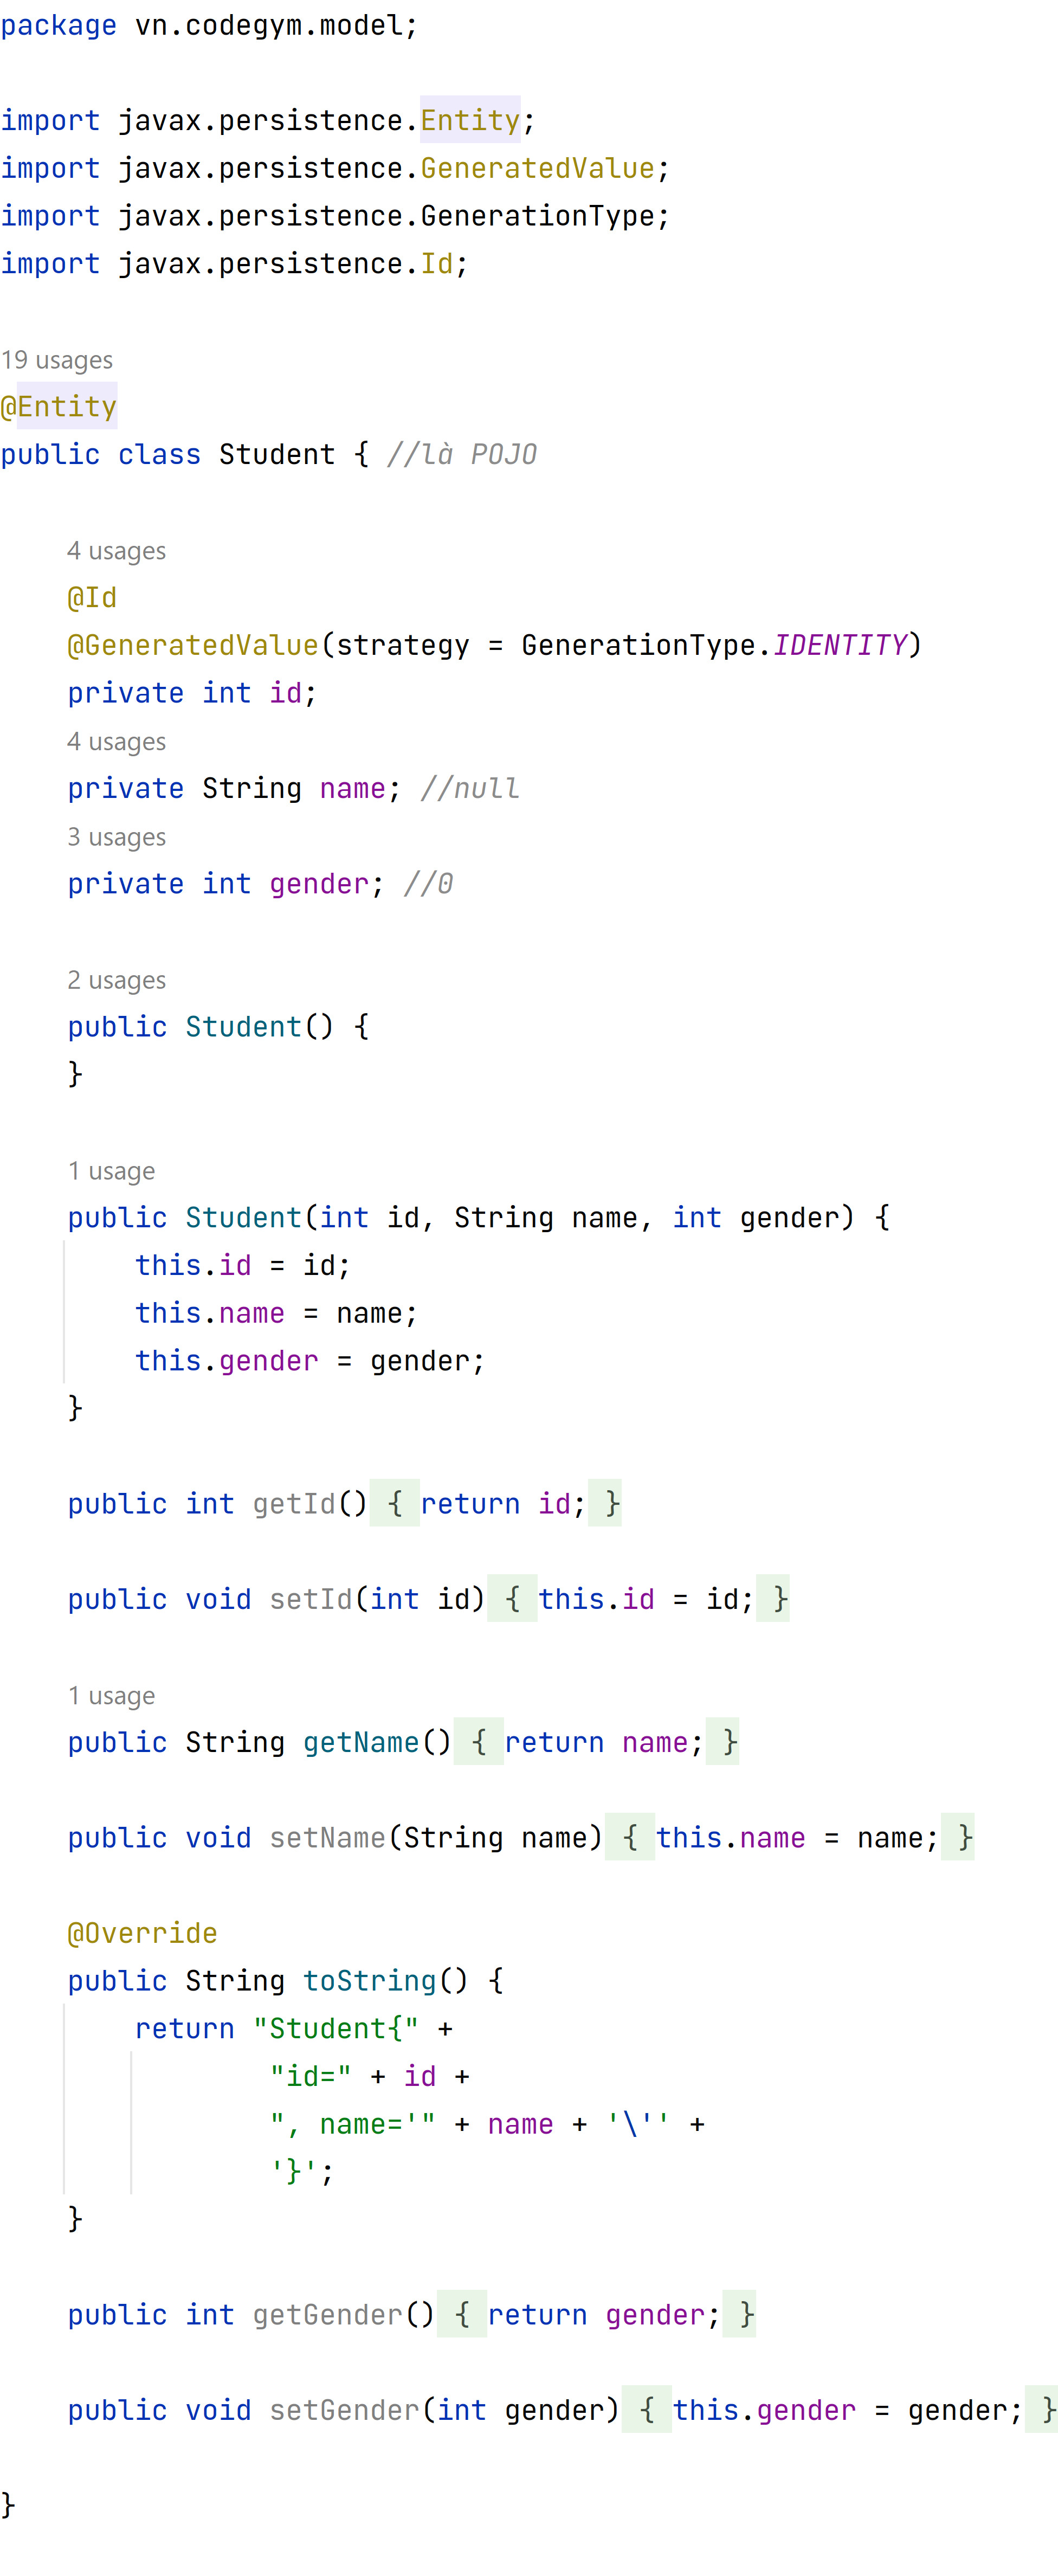 package vn.codegym.model;
import javax.persistence.Entity;
import javax.persistence.GeneratedValue;
import javax.persistence.GenerationType;
import javax.persistence.Id;
19 usages
@Entity
public class Student { //là POJO
4 usages
@Id
@GeneratedValue(strategy = GenerationType.IDENTITY)
private int id;
4 usages
private String name; //null
3 usages
private int gender; //0
2 usages
public Student() {
}
1 usage
public Student(int id, String name, int gender) {
this.id = id;
this.name = name;
this.gender = gender;
}
public int getId() { return id; }
public void setId(int id) { this.id = id; }
1 usage
public String getName() { return name; }
public void setName(String name) { this.name = name; }
@Override
public String toString() {
return "Student{" +
"id=" + id +
", name='" + name + '\'' +
'}';
}
public int getGender() { return gender; }
public void setGender(int gender) { this.gender = gender; }
}